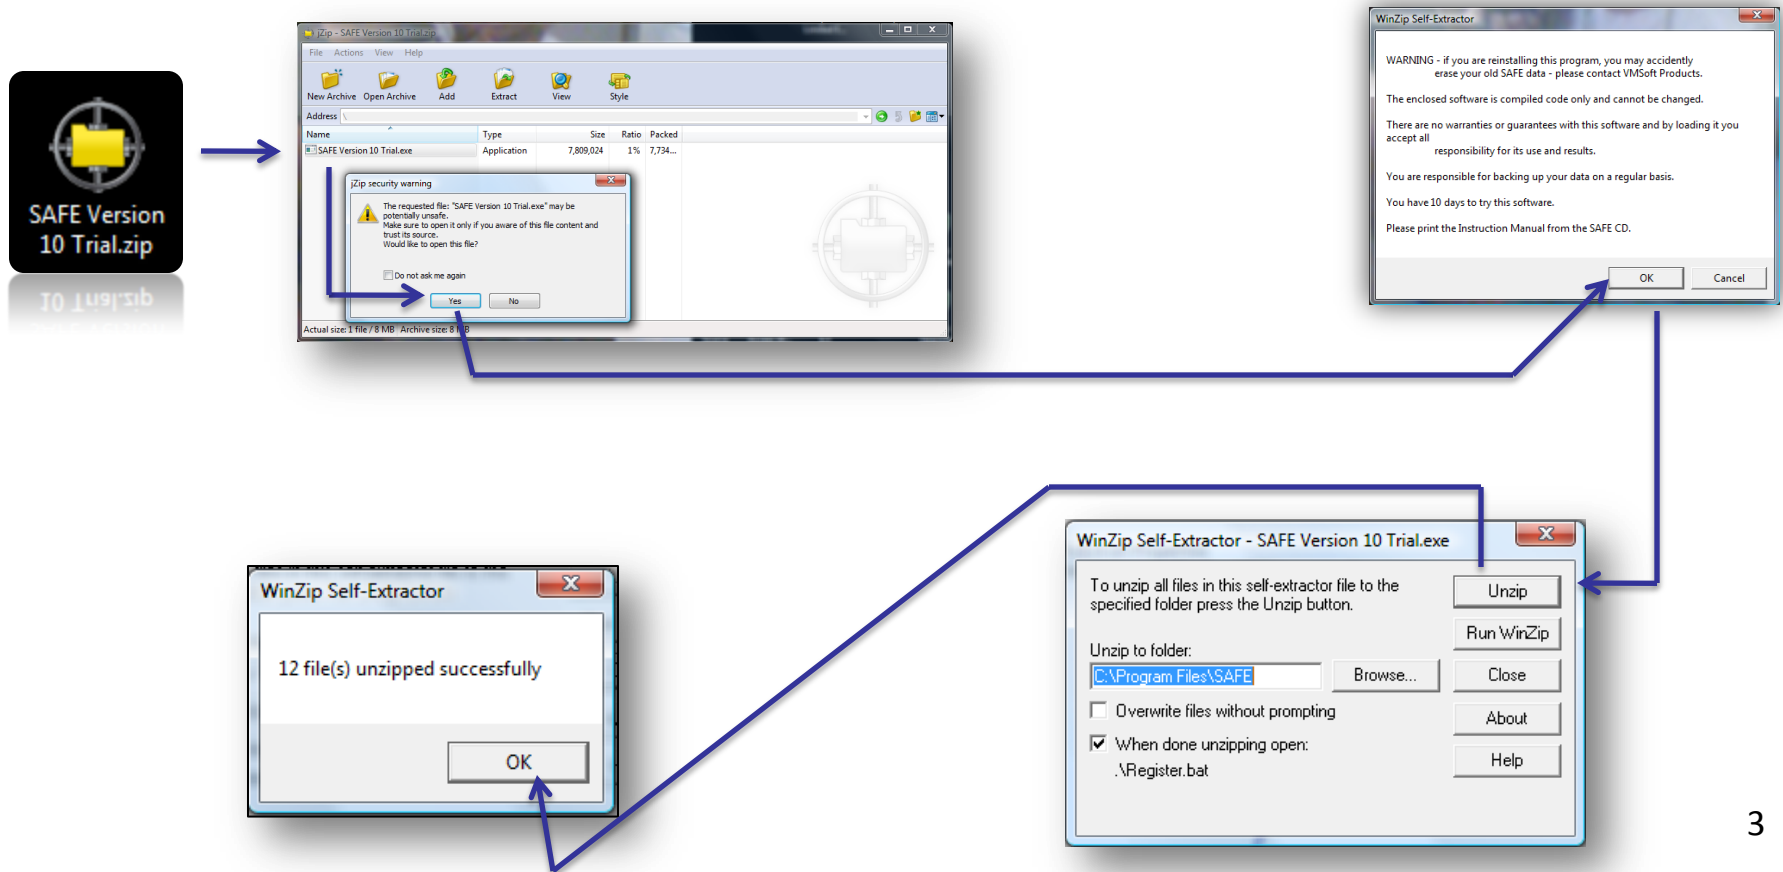 SAFE Version
10 Trial.zip
jZip - SAFE Version 10 Trial.zip
File Actions View Help
New Archive Open Archive Add Extract View Style
Address \
Name Type Size Ratio Packed
SAFE Version 10 Trial.exe Application 7,809,024 1% 7,734...
jZip security warning
The requested file: "SAFE Version 10 Trial.exe" may be
potentially unsafe.
Make sure to open it only if you aware of this file content and
trust its source.
Would like to open this file?
Do not ask me again
Yes No
Actual size: 1 file / 8 MB Archive size: 8 MB
WinZip Self-Extractor
WARNING - if you are reinstalling this program, you may accidently
erase your old SAFE data - please contact VMSoft Products.
The enclosed software is compiled code only and cannot be changed.
There are no warranties or guarantees with this software and by loading it you
accept all
responsibility for its use and results.
You are responsible for backing up your data on a regular basis.
You have 10 days to try this software.
Please print the Instruction Manual from the SAFE CD.
OK Cancel
WinZip Self-Extractor
12 file(s) unzipped successfully
OK
WinZip Self-Extractor - SAFE Version 10 Trial.exe
To unzip all files in this self-extractor file to the
specified folder press the Unzip button.
Unzip to folder:
C:\Program Files\SAFE
Browse...
Overwrite files without prompting
When done unzipping open:
.\Register.bat
Unzip
Run WinZip
Close
About
Help
3